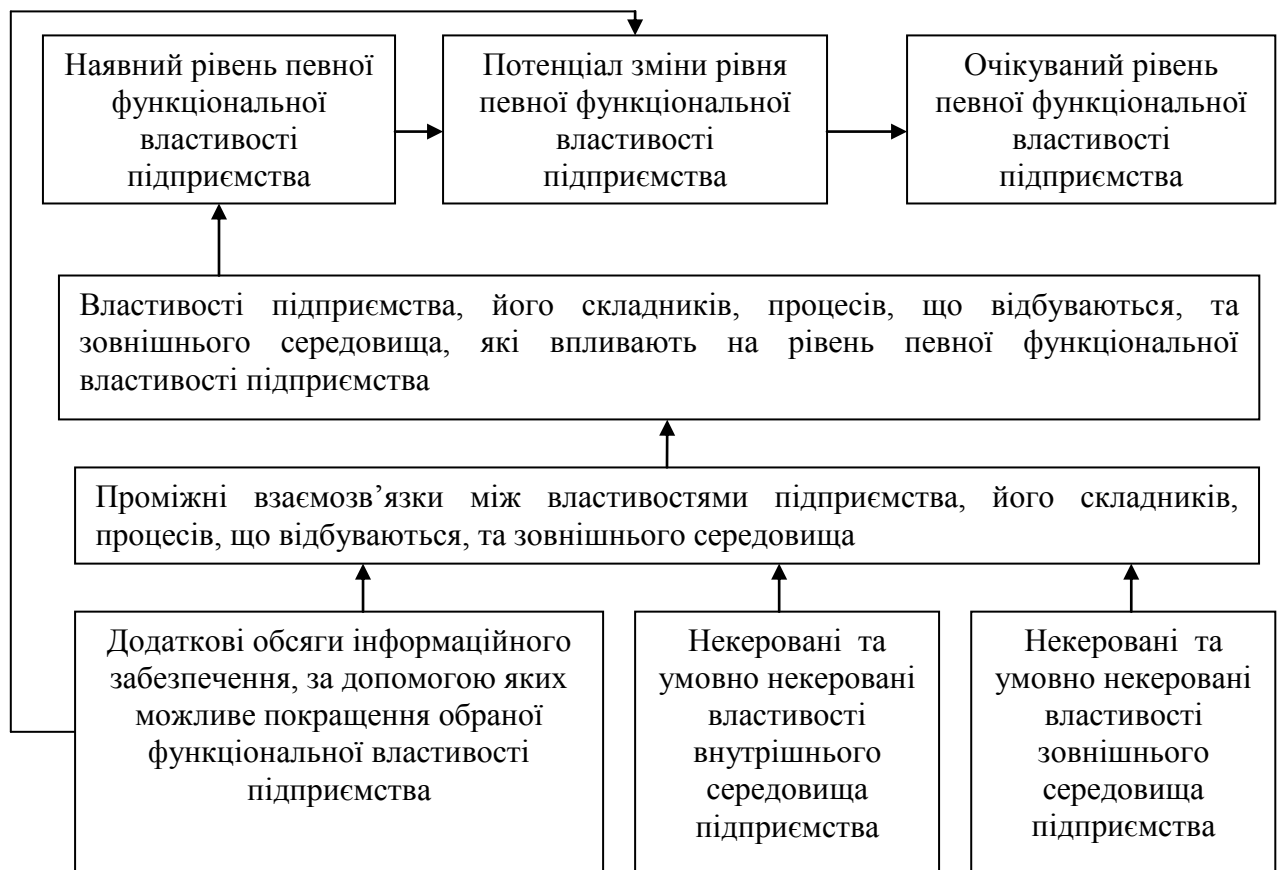 Наявний рівень певної
функціональної
властивості
підприємства
Потенціал зміни рівня
певної функціональної
властивості
підприємства
Очікуваний рівень
певної функціональної
властивості
підприємства
Властивості підприємства, його складників, процесів, що відбуваються, та
зовнішнього середовища, які впливають на рівень певної функціональної
властивості підприємства
Проміжні взаємозв’язки між властивостями підприємства, його складників,
процесів, що відбуваються, та зовнішнього середовища
Додаткові обсяги інформаційного
забезпечення, за допомогою яких
можливе покращення обраної
функціональної властивості
підприємства
Некеровані та
умовно некеровані
властивості
внутрішнього
середовища
підприємства
Некеровані та
умовно некеровані
властивості
зовнішнього
середовища
підприємства